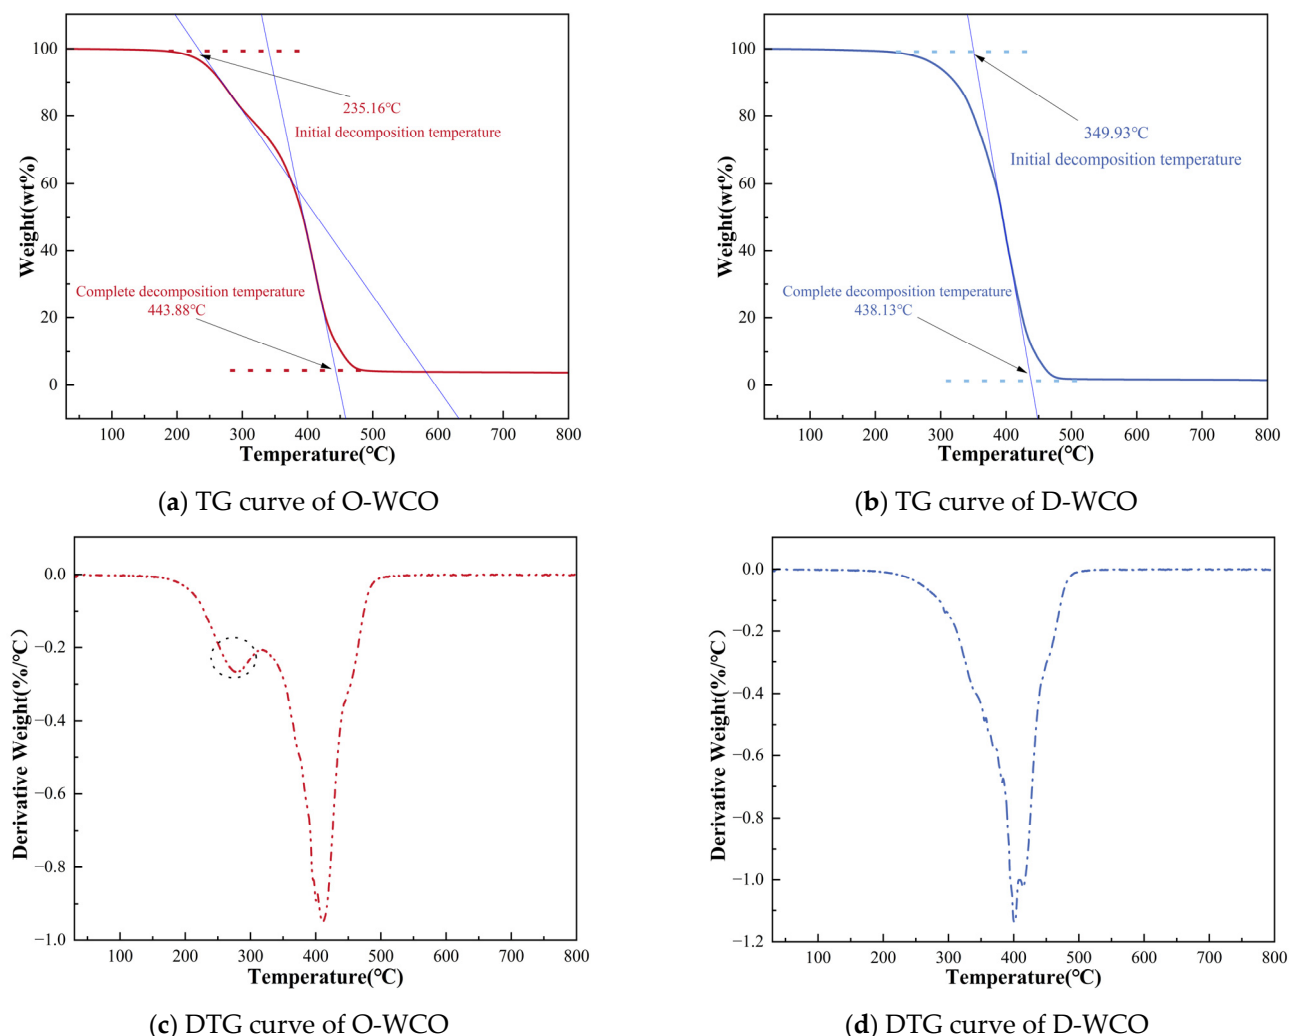 100
80
60
40
20
0
Weight(wt%)
235.16℃
Initial decomposition temperature
Complete decomposition temperature
443.88℃
100 200 300 400 500 600 700 800
Temperature(℃)
(a) TG curve of O-WCO
100
80
60
40
20
0
Weight(wt%)
349.93℃
Initial decomposition temperature
Complete decomposition temperature
438.13℃
100 200 300 400 500 600 700 800
Temperature(℃)
(b) TG curve of D-WCO
0.0
−0.2
−0.4
−0.6
−0.8
−1.0
Derivative Weight(%/℃)
100 200 300 400 500 600 700 800
Temperature(℃)
(c) DTG curve of O-WCO
0.0
−0.2
−0.4
−0.6
−0.8
−1.0
−1.2
Derivative Weight(%/℃)
100 200 300 400 500 600 700 800
Temperature(℃)
(d) DTG curve of D-WCO